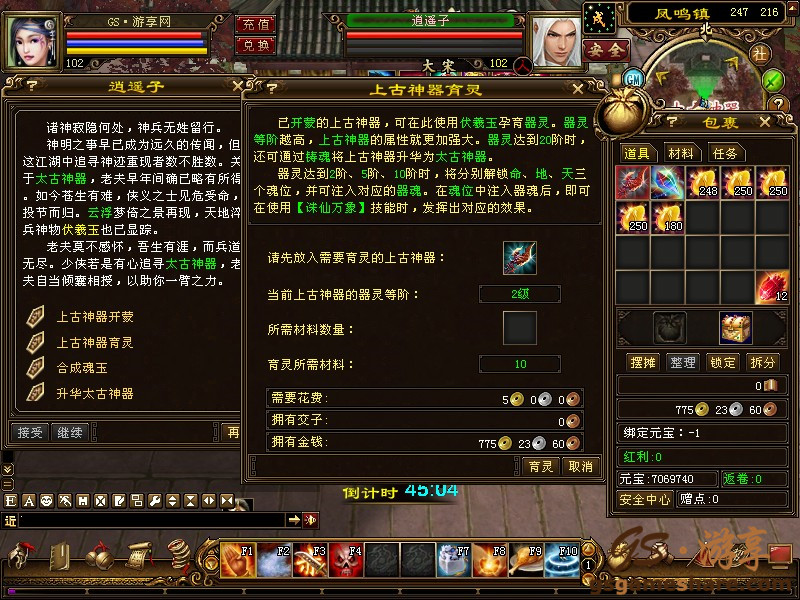 GS·游享网
102
充值
兑换
逍遥子
大宋
102
戌
安全
凤鸣镇
247 216
北
社
GM
?
逍遥子
诸神寂隐何处，神兵无姓留行。
神明之事早已成为久远的传闻，但
这江湖中追寻神迹重现者数不胜数。关
于太古神器，老夫早年间确已略有所得
。如今苍生有难，侠义之士见危受命，
投节而归。云浮梦倚之景再现，天地浑
兵神物伏羲玉也已显踪。
老夫莫不感怀，吾生有涯，而兵道
无尽。少侠若是有心追寻太古神器，老
夫自当倾囊相授，以助你一臂之力。
上古神器开蒙
上古神器育灵
合成魂玉
升华太古神器
接受
继续
再
?
上古神器育灵
已开蒙的上古神器，可在此使用伏羲玉孕育器灵。器灵
等阶越高，上古神器的属性就更加强大。器灵达到20阶时，
还可通过铸魂将上古神器升华为太古神器。
器灵达到2阶、5阶、10阶时，将分别解锁命、地、天三
个魂位，并可注入对应的器魂。在魂位中注入器魂后，即可
在使用【诛仙万象】技能时，发挥出对应的效果。
请先放入需要育灵的上古神器：
当前上古神器的器灵等阶：
2级
所需材料数量：
育灵所需材料：
10
需要花费：
5 0 0
拥有交子：
0
拥有金钱：
775 23 60
育灵
取消
?
包裹
道具
材料
任务
248
250
250
250
180
12
摆摊
整理
锁定
拆分
0
775 23 60
绑定元宝：-1
红利:0
元宝:7069740
返卷:0
安全中心
赠点:0
倒计时 45:04
近
F1
F2
F3
F4
F7
F8
F9
F10
1
GS·游享